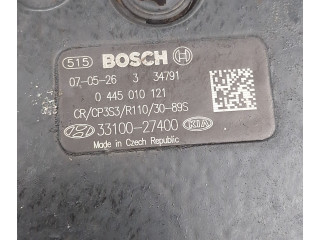 515 BOSCH
07-05-26 3 34791
0 445 010 121
CR/CP3S3/R110/30-89S
33100-27400 KIA
Made in Czech Republic